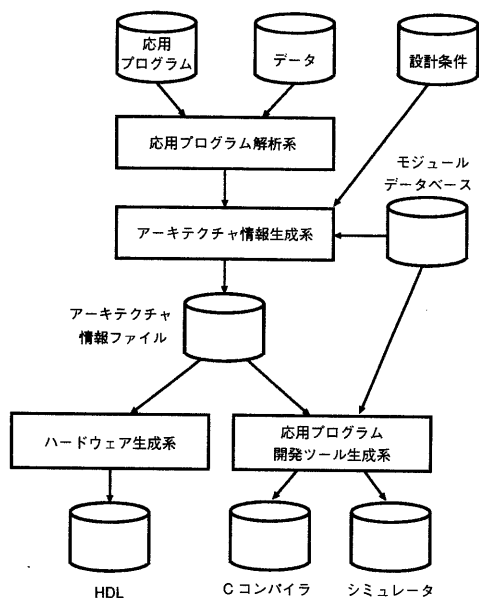 応用
プログラム
データ
設計条件
応用プログラム解析系
モジュール
データベース
アーキテクチャ情報生成系
アーキテクチャ
情報ファイル
ハードウェア生成系
応用プログラム
開発ツール生成系
HDL
Cコンパイラ
シミュレータ